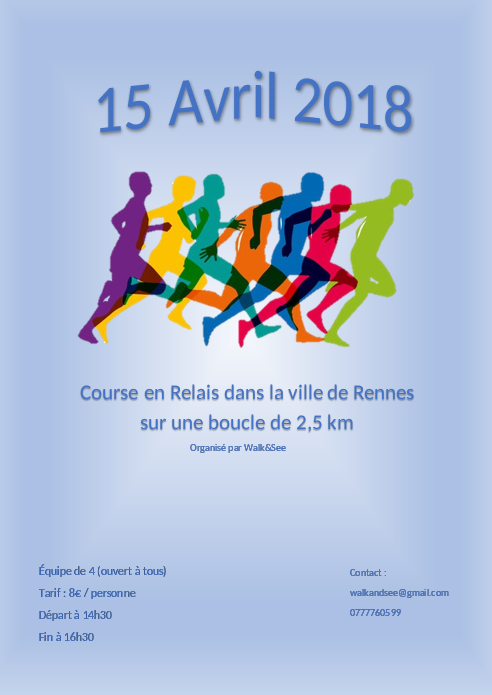 15 Avril 2018
Course en Relais dans la ville de Rennes
sur une boucle de 2,5 km
Organisé par Walk&See
Équipe de 4 (ouvert à tous)
Tarif : 8€ / personne
Départ à 14h30
Fin à 16h30
Contact :
walkandsee@gmail.com
0777760599